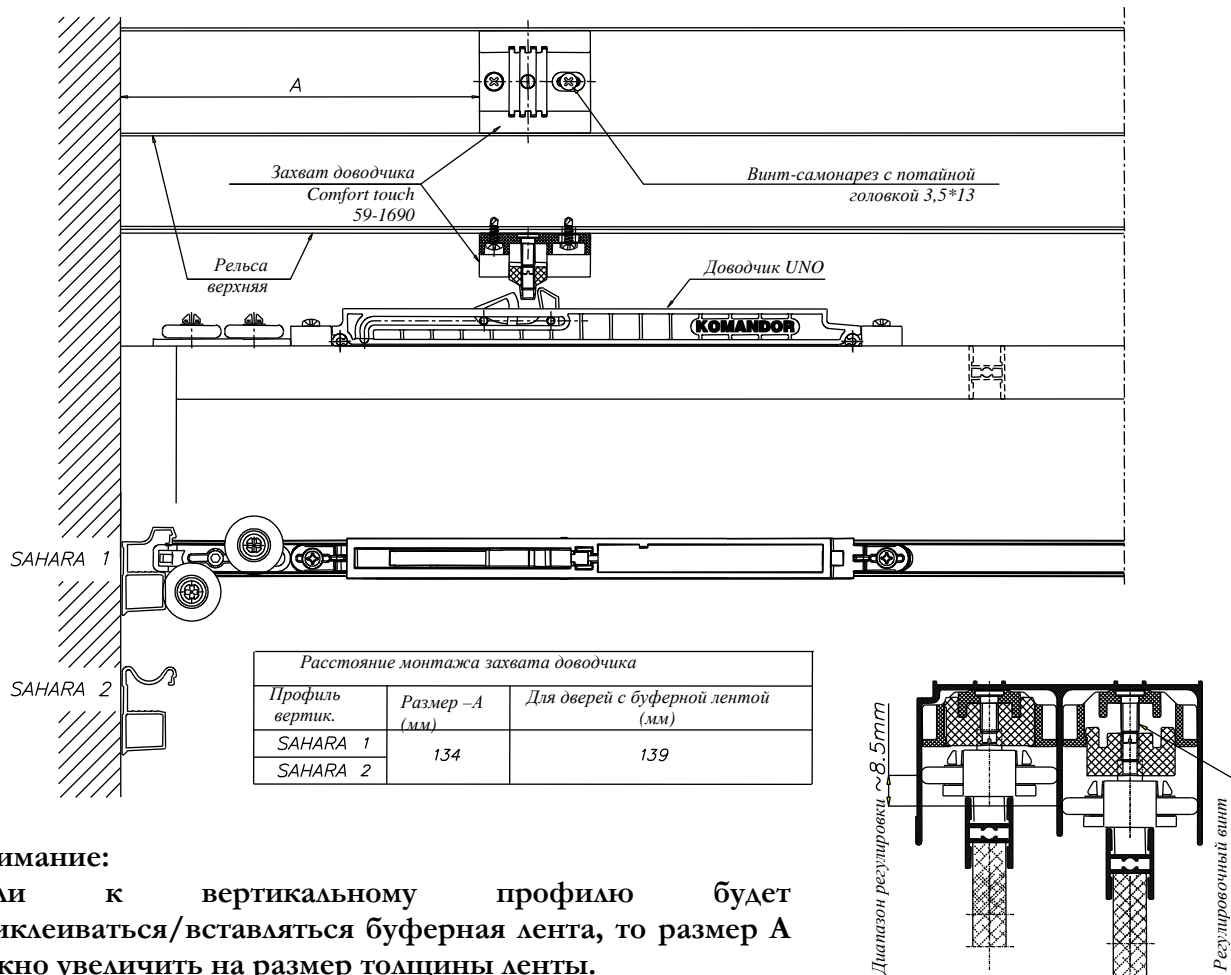 A
Захват доводчика
Comfort touch
59-1690
Винт-самонарез с потайной
головкой 3,5*13
Рельса
верхняя
Доводчик UNO
KOMANDOR
SAHARA 1
SAHARA 2
Расстояние монтажа захвата доводчика
Профиль
вертик.
Размер –А
(мм)
Для дверей с буферной лентой
(мм)
SAHARA 1
SAHARA 2
134
139
Диапазон регулировки ~8.5mm
Регулировочный винт
имание:
ли к вертикальному профилю будет
иклеиваться/вставляться буферная лента, то размер А
жно увеличить на размер толщины ленты.